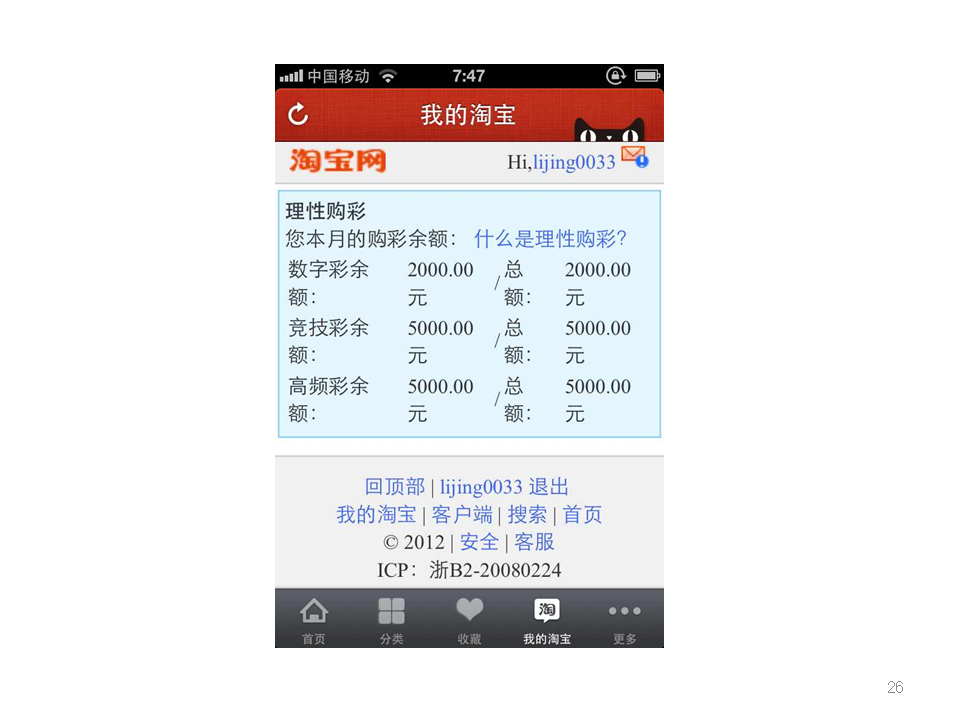 中国移动 7:47
我的淘宝
淘宝网 Hi,lijing0033
理性购彩
您本月的购彩余额： 什么是理性购彩？
数字彩余额： 2000.00元 / 总额： 2000.00元
竞技彩余额： 5000.00元 / 总额： 5000.00元
高频彩余额： 5000.00元 / 总额： 5000.00元
回顶部 | lijing0033 退出
我的淘宝 | 客户端 | 搜索 | 首页
© 2012 | 安全 | 客服
ICP：浙B2-20080224
淘
首页 分类 收藏 我的淘宝 更多
26